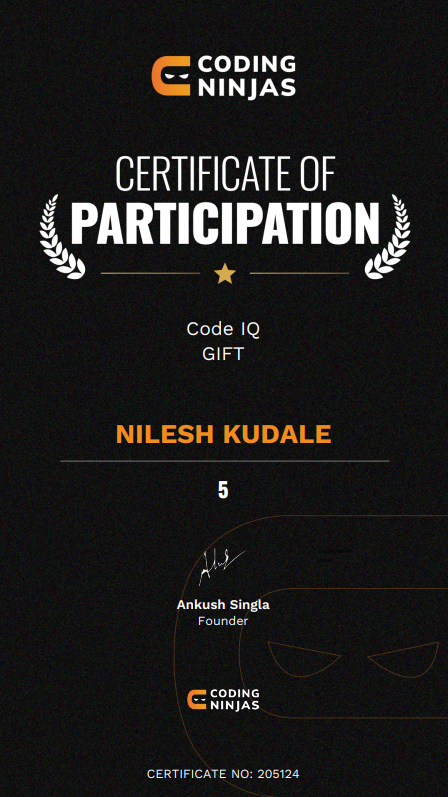 CODING
NINJAS
CERTIFICATE OF
PARTICIPATION
Code IQ
GIFT
NILESH KUDALE
5
Ankush Singla
Founder
CODING
NINJAS
CERTIFICATE NO: 205124